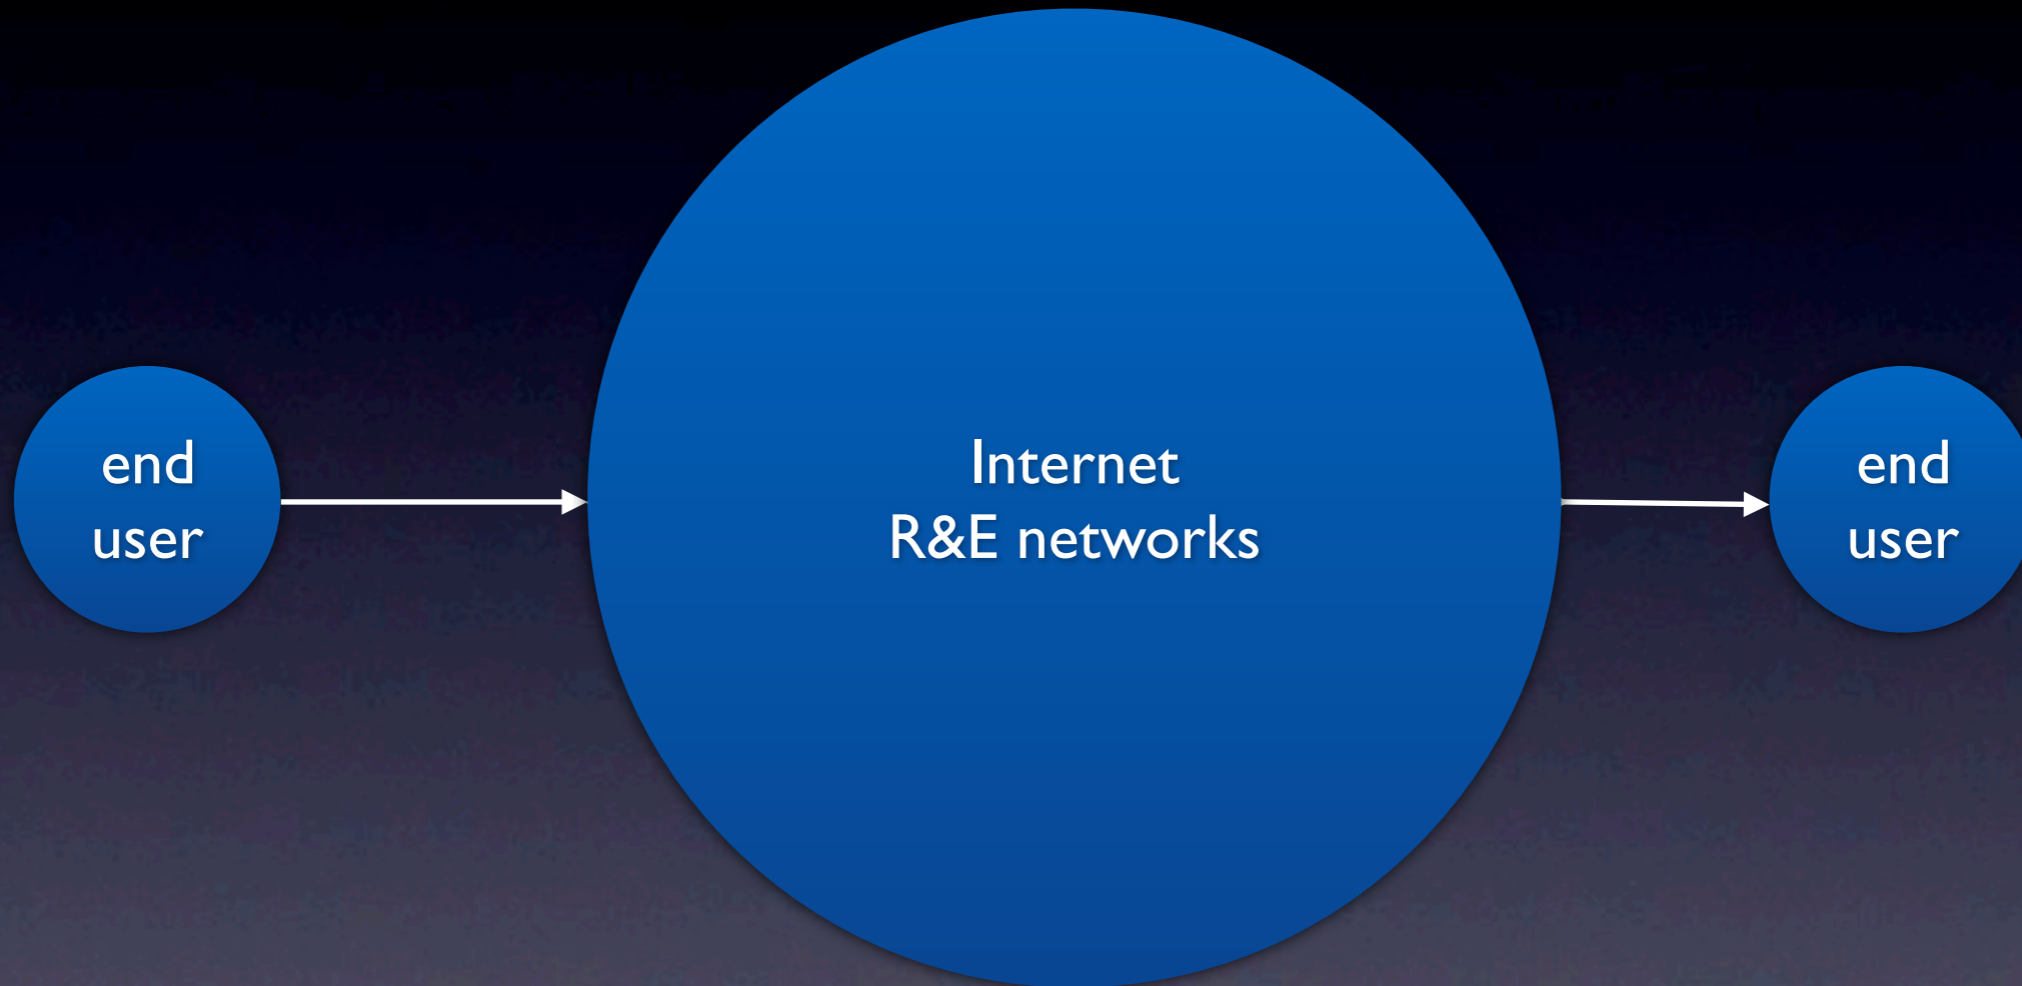 end
user
Internet
R&E networks
end
user